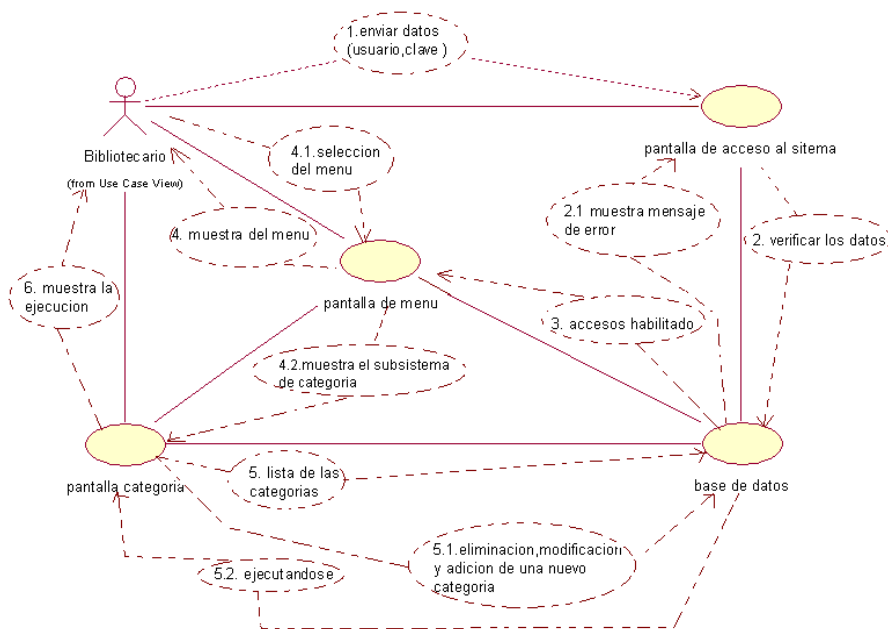 1.enviar datos
(usuario,clave )
Bibliotecario
(from Use Case View)
pantalla de acceso al sitema
4.1.seleccion
del menu
2.1 muestra mensaje
de error
2. verificar los datos
4. muestra del menu
6. muestra la
ejecucion
pantalla de menu
3. accesos habilitado
4.2.muestra el subsistema
de categoria
5. lista de las
categorias
pantalla categoria
base de datos
5.1.eliminacion,modificacion
y adicion de una nuevo
categoria
5.2. ejecutandose